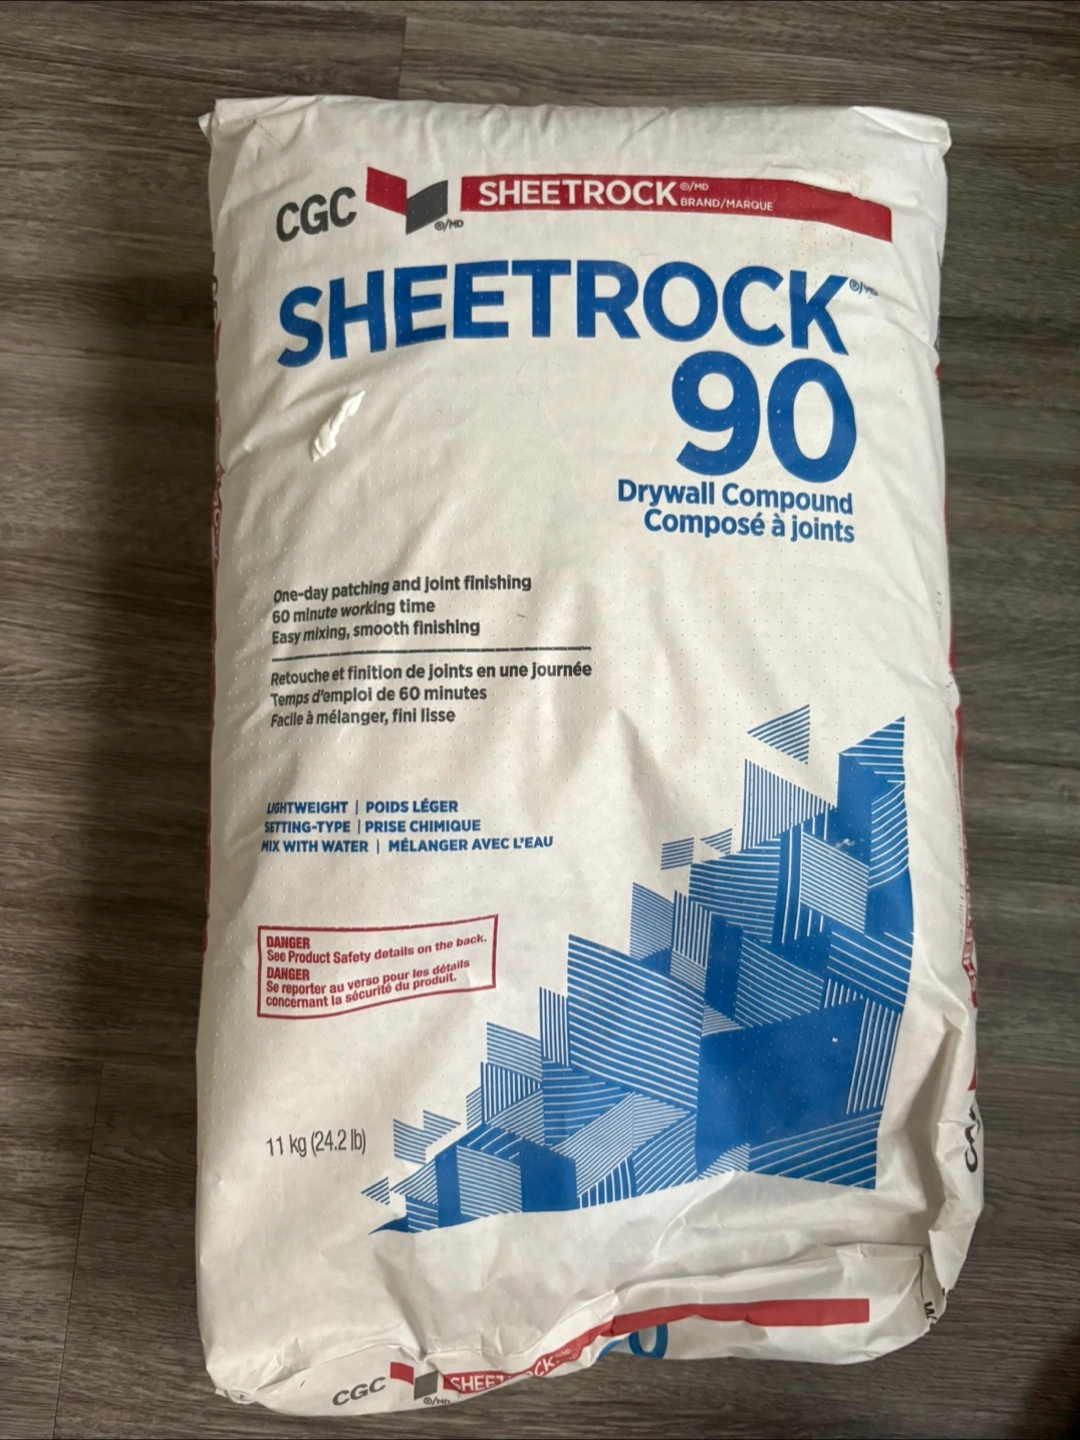 CGC ®/MD SHEETROCK ®/MD BRAND/MARQUE
SHEETROCK
90
Drywall Compound
Composé à joints
One-day patching and joint finishing
60 minute working time
Easy mixing, smooth finishing
Retouche et finition de joints en une journée
Temps d'emploi de 60 minutes
Facile à mélanger, fini lisse
LIGHTWEIGHT | POIDS LÉGER
SETTING-TYPE | PRISE CHIMIQUE
MIX WITH WATER | MÉLANGER AVEC L'EAU
DANGER
See Product Safety details on the back.
DANGER
Se reporter au verso pour les détails
concernant la sécurité du produit.
11 kg (24.2 lb)
CGC ®/MD